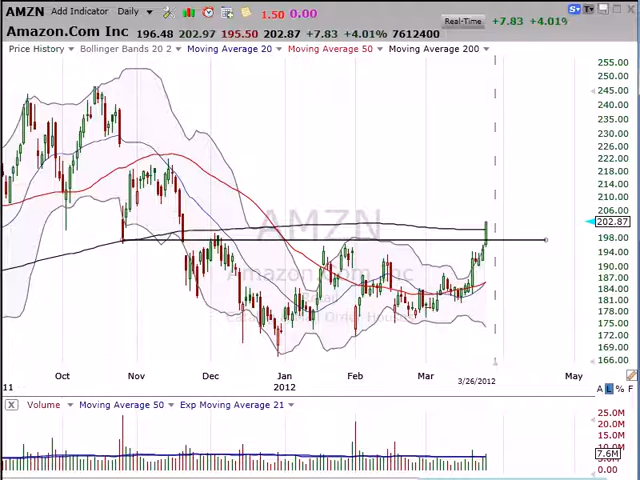 AMZN Add Indicator Daily 1.50 0.00
Amazon.Com Inc 196.48 202.97 195.50 202.87 +7.83 +4.01% 7612400
Real-Time +7.83 +4.01%
Price History Bollinger Bands 20 2 Moving Average 20 Moving Average 50 Moving Average 200
255.00
250.00
245.00
240.00
235.00
230.00
226.00
222.00
218.00
214.00
210.00
206.00
202.87
198.00
194.00
190.00
187.00
184.00
181.00
178.00
175.00
172.00
169.00
166.00
AMZN
Amazon.com, Inc
11 Oct Nov Dec Jan Feb Mar May
2012 3/26/2012
A L % F
X Volume Moving Average 50 Exp Moving Average 21
25.0M
20.0M
15.0M
10.0M
7.6M
0.00